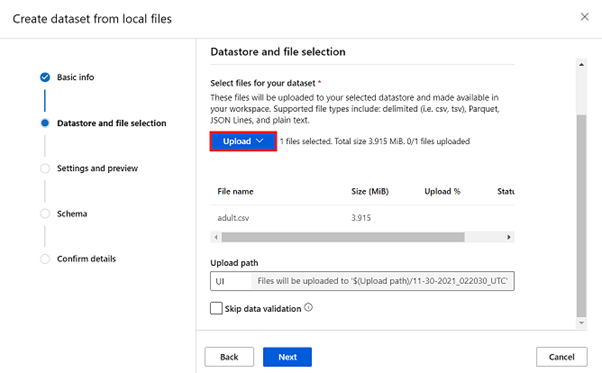 Create dataset from local files
Basic info
Datastore and file selection
Settings and preview
Schema
Confirm details
Datastore and file selection
Select files for your dataset *
These files will be uploaded to your selected datastore and made available
in your workspace. Supported file types include: delimited (i.e. csv, tsv), Parquet,
JSON Lines, and plain text.
Upload 1 files selected. Total size 3.915 MiB. 0/1 files uploaded
File name Size (MiB) Upload % Statu
adult.csv 3.915
Upload path
UI Files will be uploaded to '$(Upload path)/11-30-2021_022030_UTC'
Skip data validation
Back Next Cancel